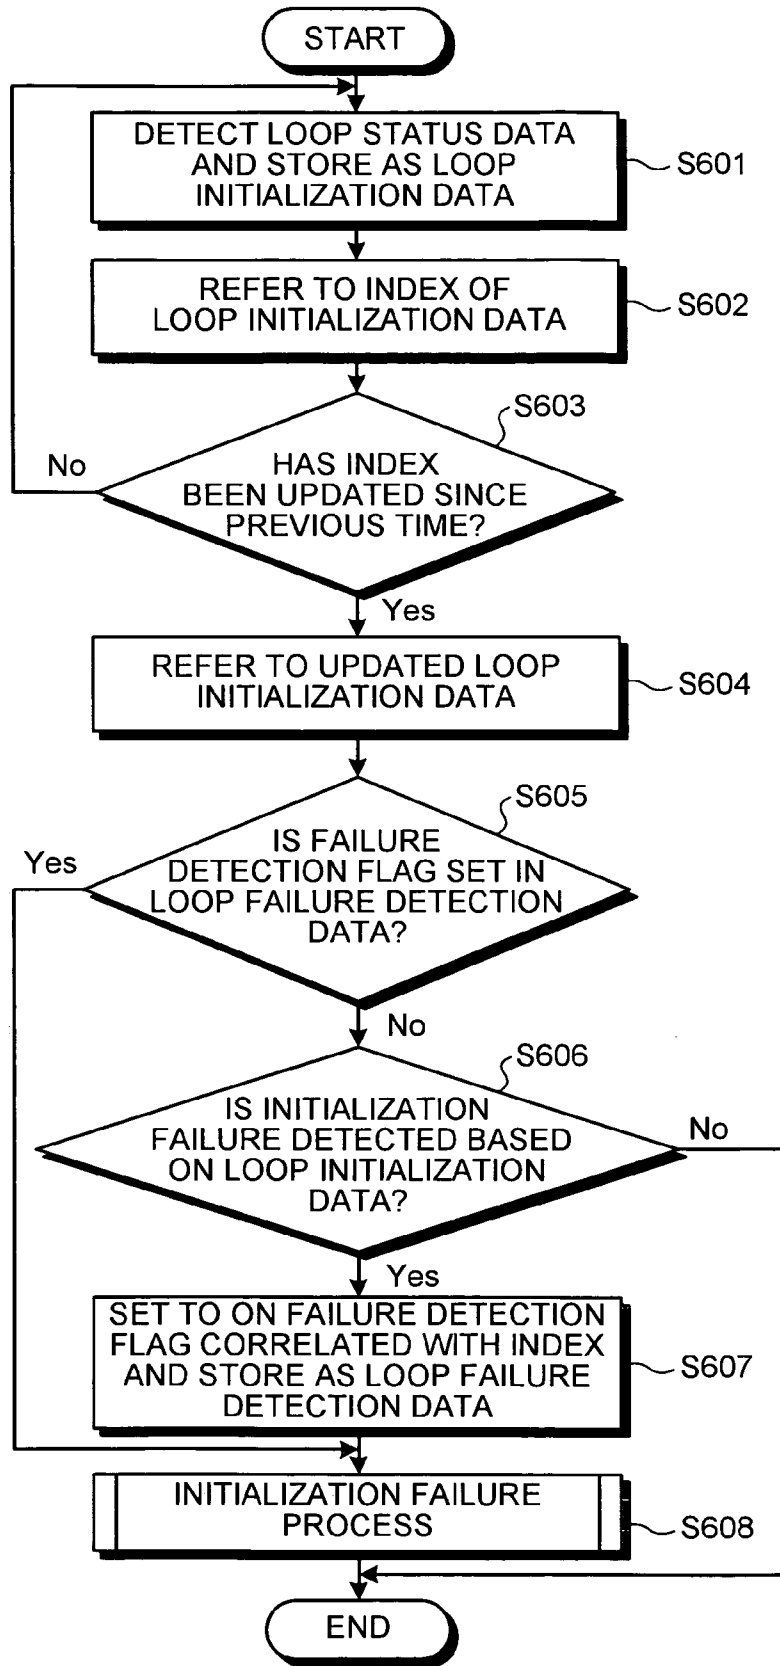 START
DETECT LOOP STATUS DATA
AND STORE AS LOOP
INITIALIZATION DATA
S601
REFER TO INDEX OF
LOOP INITIALIZATION DATA
S602
S603
No
HAS INDEX
BEEN UPDATED SINCE
PREVIOUS TIME?
Yes
REFER TO UPDATED LOOP
INITIALIZATION DATA
S604
S605
Yes
IS FAILURE
DETECTION FLAG SET IN
LOOP FAILURE DETECTION
DATA?
No
S606
IS INITIALIZATION
FAILURE DETECTED BASED
ON LOOP INITIALIZATION
DATA?
No
Yes
SET TO ON FAILURE DETECTION
FLAG CORRELATED WITH INDEX
AND STORE AS LOOP FAILURE
DETECTION DATA
S607
INITIALIZATION FAILURE
PROCESS
S608
END